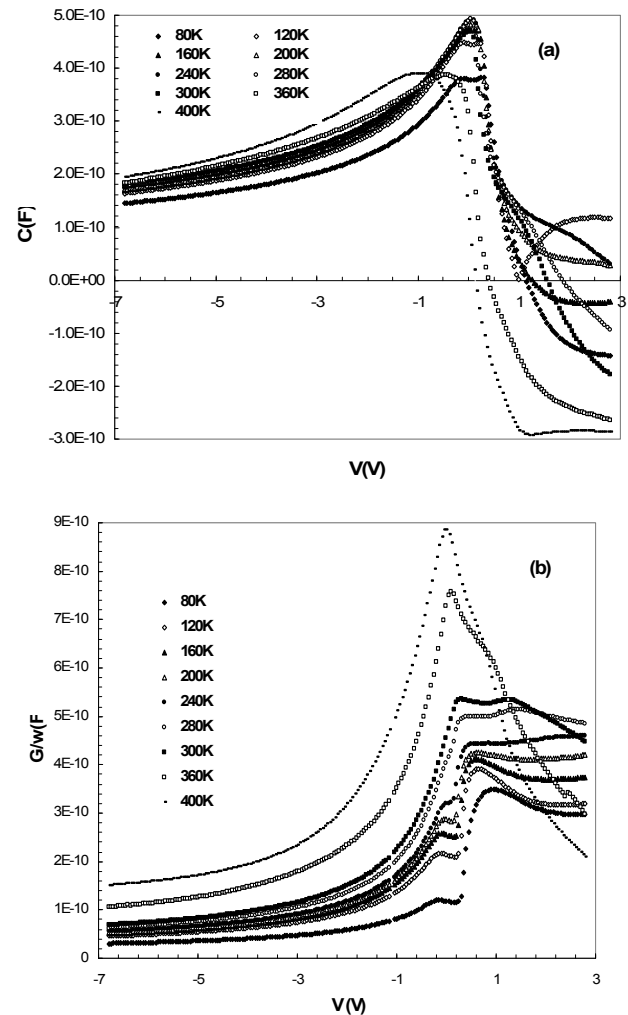 5.0E-10
(a)
80K 120K
160K 200K
4.0E-10
240K 280K
300K 360K
400K
3.0E-10
2.0E-10
C(F)
1.0E-10
0.0E+00
-7 -5 -3 -1 1 3
-1.0E-10
-2.0E-10
-3.0E-10
V(V)
9E-10
(b)
8E-10
80K
7E-10
120K
160K
6E-10
200K
240K
5E-10
280K
300K
4E-10
360K
400K
3E-10
2E-10
1E-10
0
G/w(F
-7 -5 -3 -1 1 3
V(V)